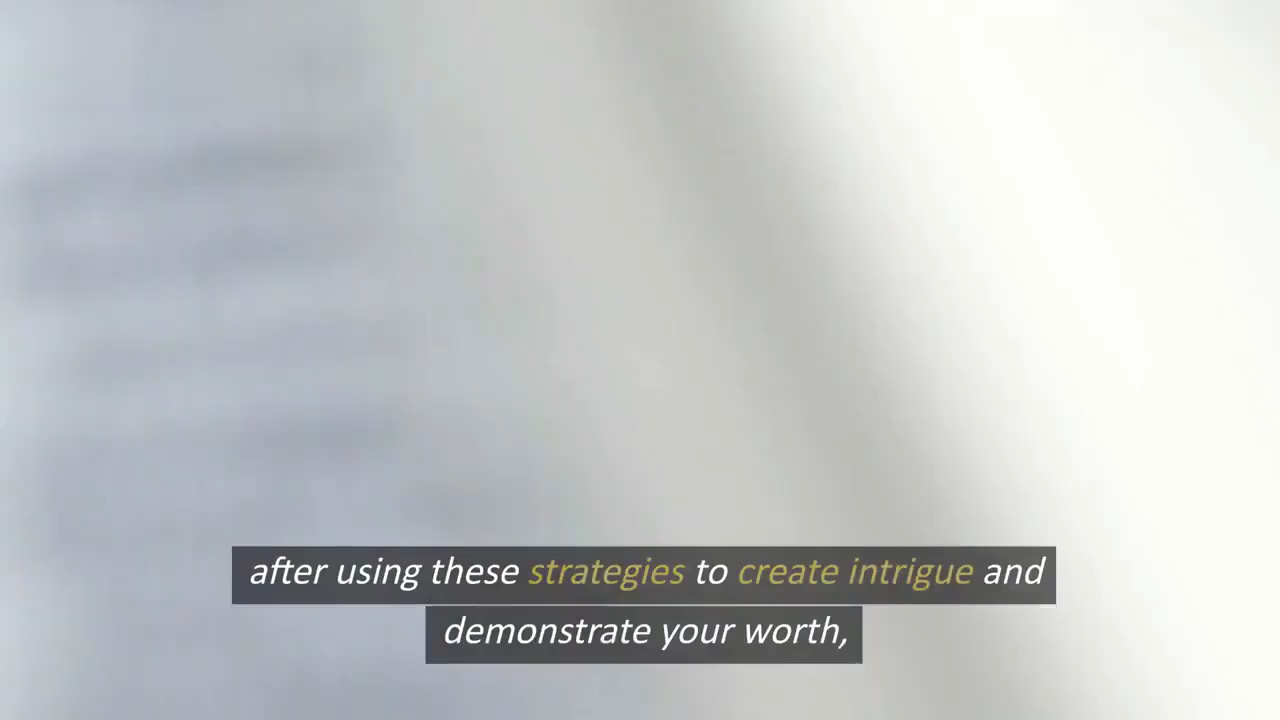 after using these strategies to create intrigue and
demonstrate your worth,